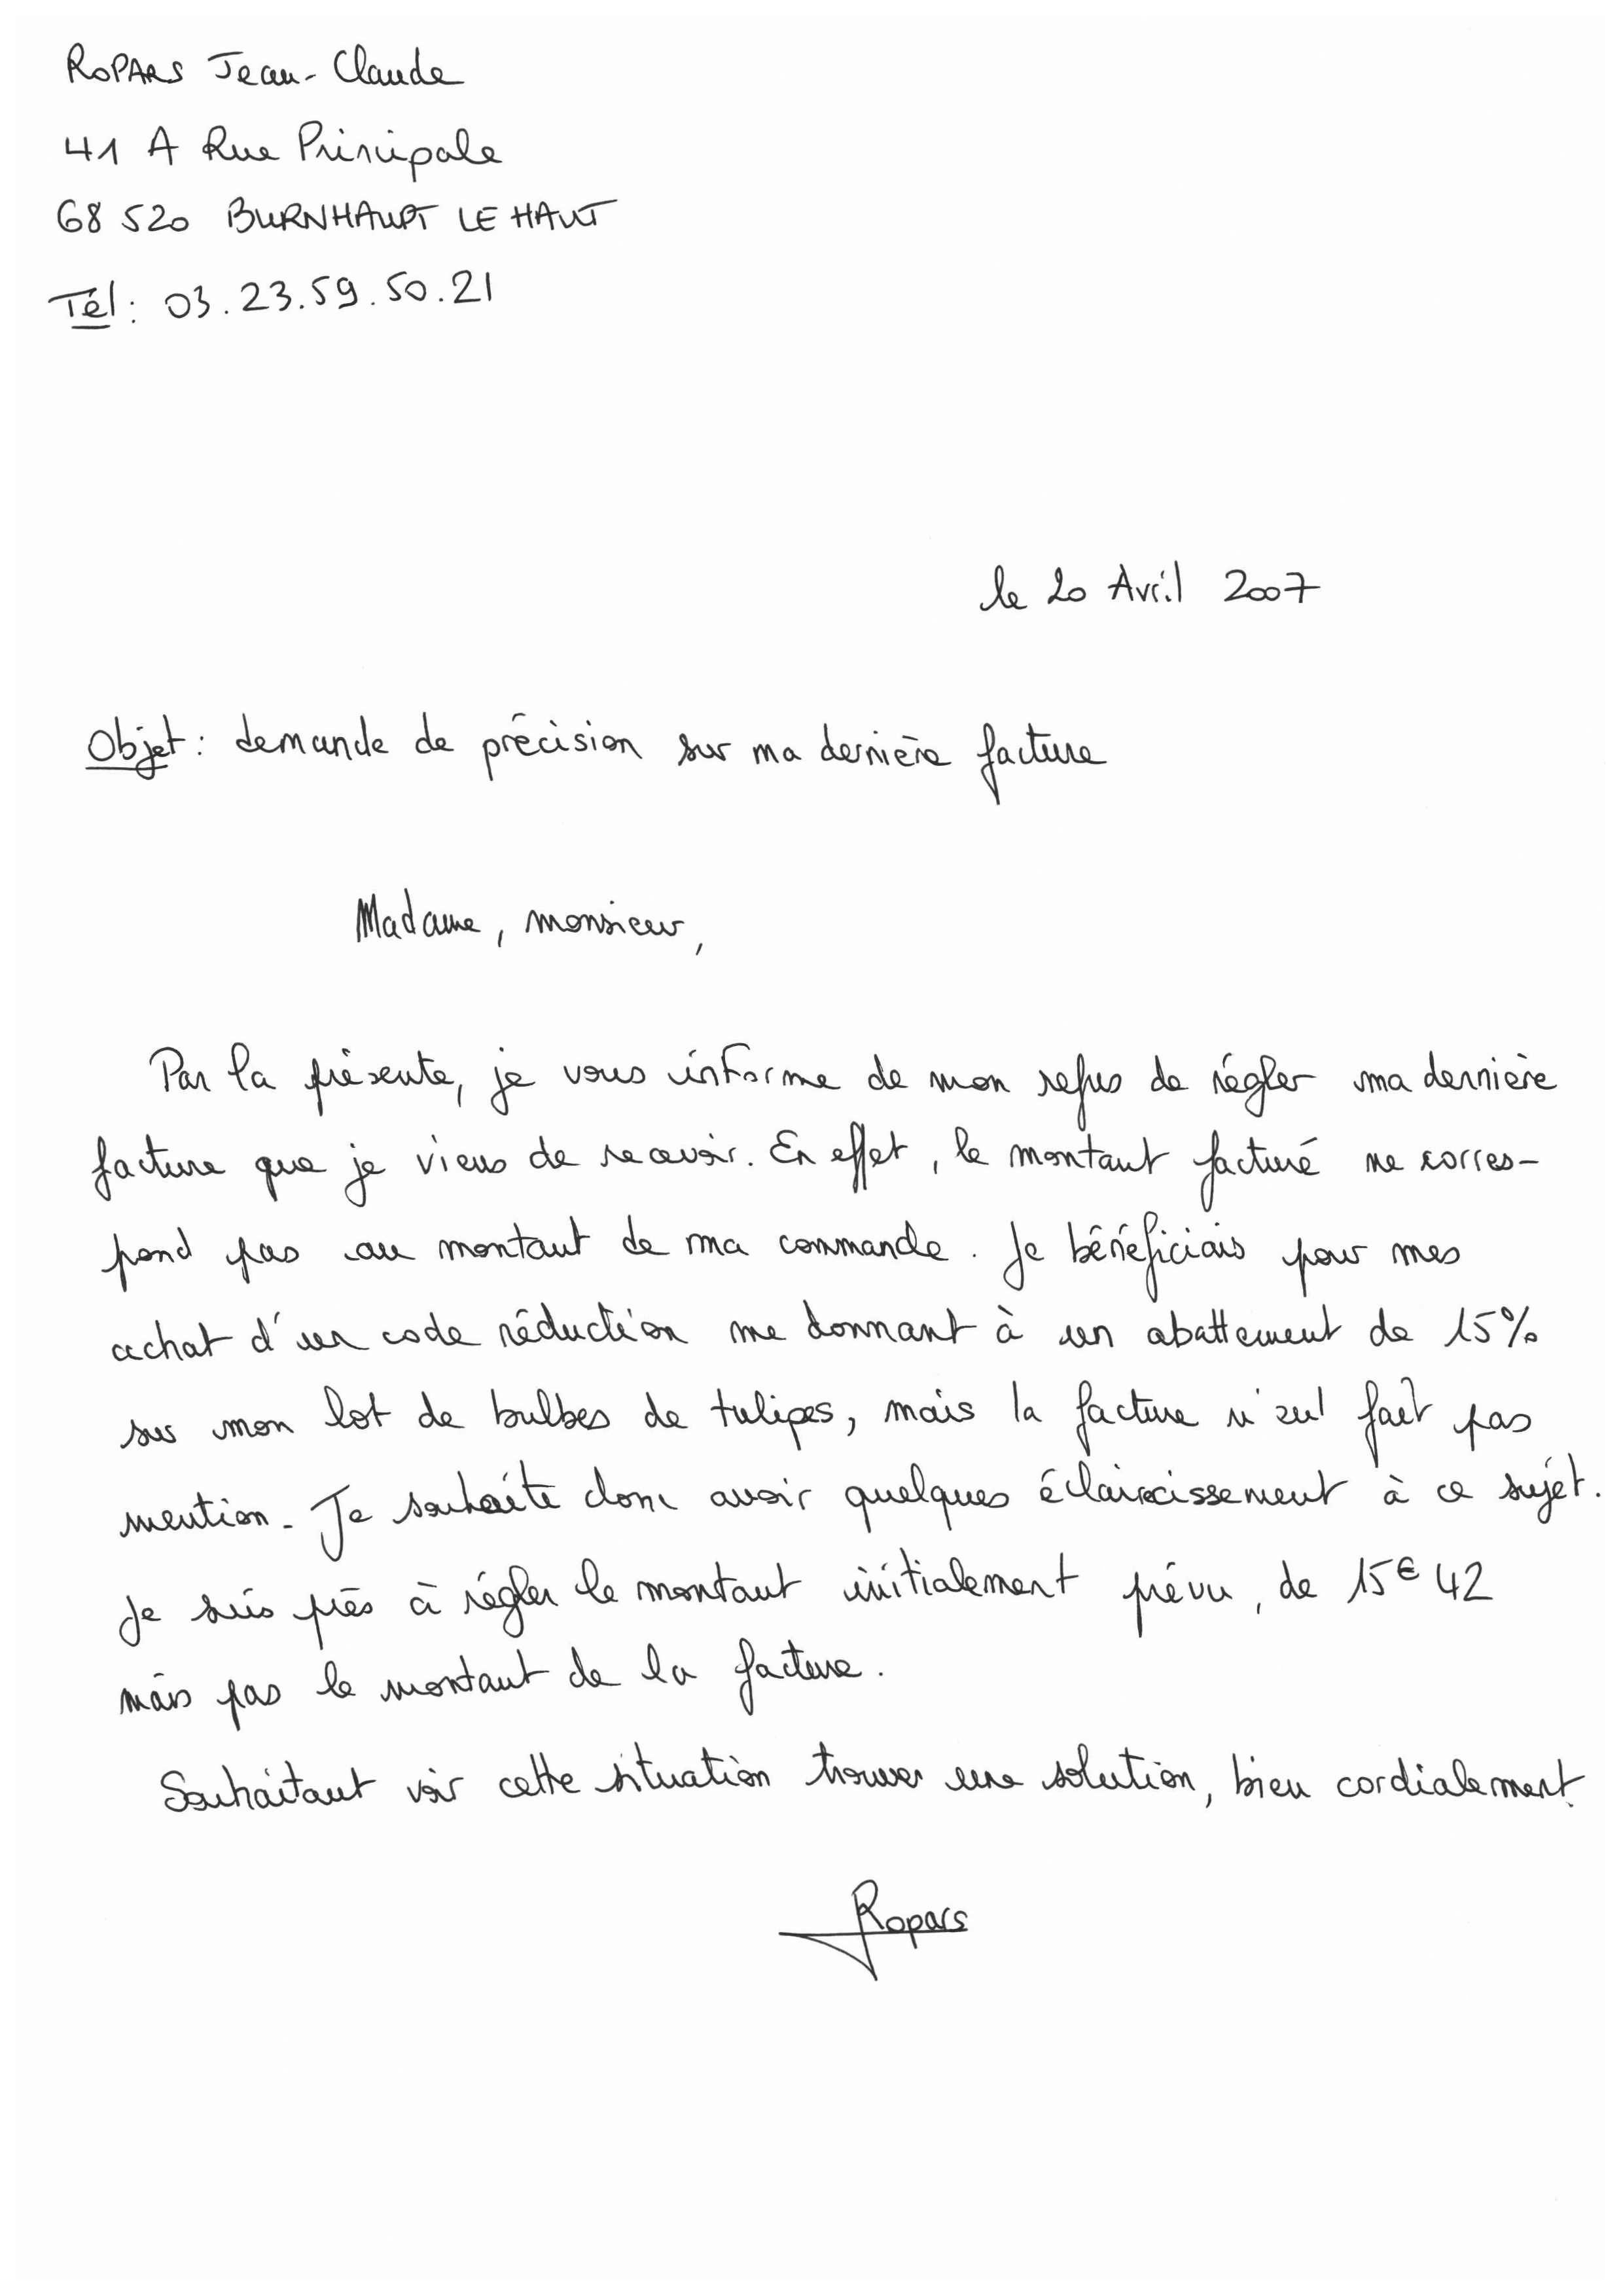 ROPARS Jean-Claude
41 A Rue Principale
68 520 BURNHAUPT LE HAUT
Tél : 03.23.59.50.21
le 20 Avril 2007
Objet : demande de précision sur ma dernière facture
Madame, monsieur,
Par la présente, je vous informe de mon refus de régler ma dernière
facture que je viens de recevoir. En effet, le montant facturé ne corres-
pond pas au montant de ma commande. Je bénéficiais pour mes
achat d'un code réduction me donnant à un abattement de 15%
sur mon lot de bulbes de tulipes, mais la facture n'eul fait pas
mention. Je souhaite donc avoir quelques éclaircissement à ce sujet.
Je suis près à régler le montant initialement prévu, de 15€42
mais pas le montant de la facture.
Souhaitant voir cette situation trouver une solution, bien cordialement.
Ropars